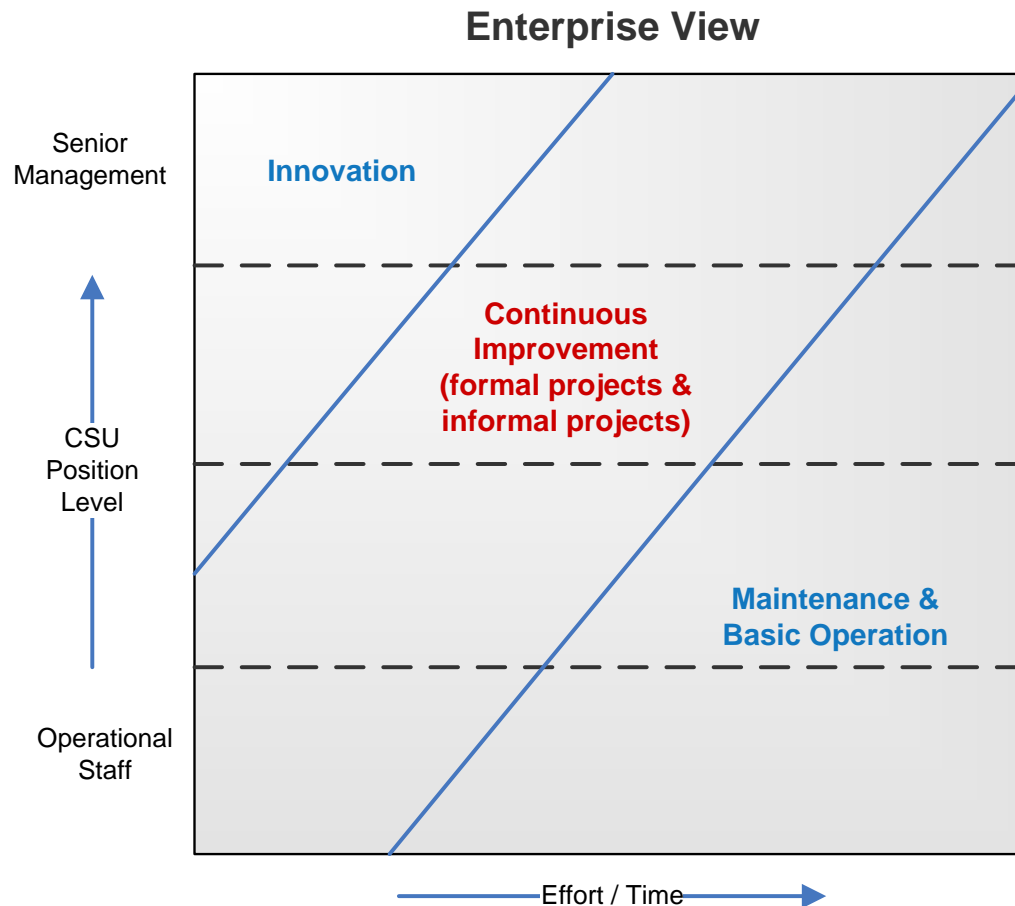 Enterprise View
Senior
Management
Innovation
Continuous
Improvement
(formal projects &
informal projects)
CSU
Position
Level
Maintenance &
Basic Operation
Operational
Staff
Effort / Time